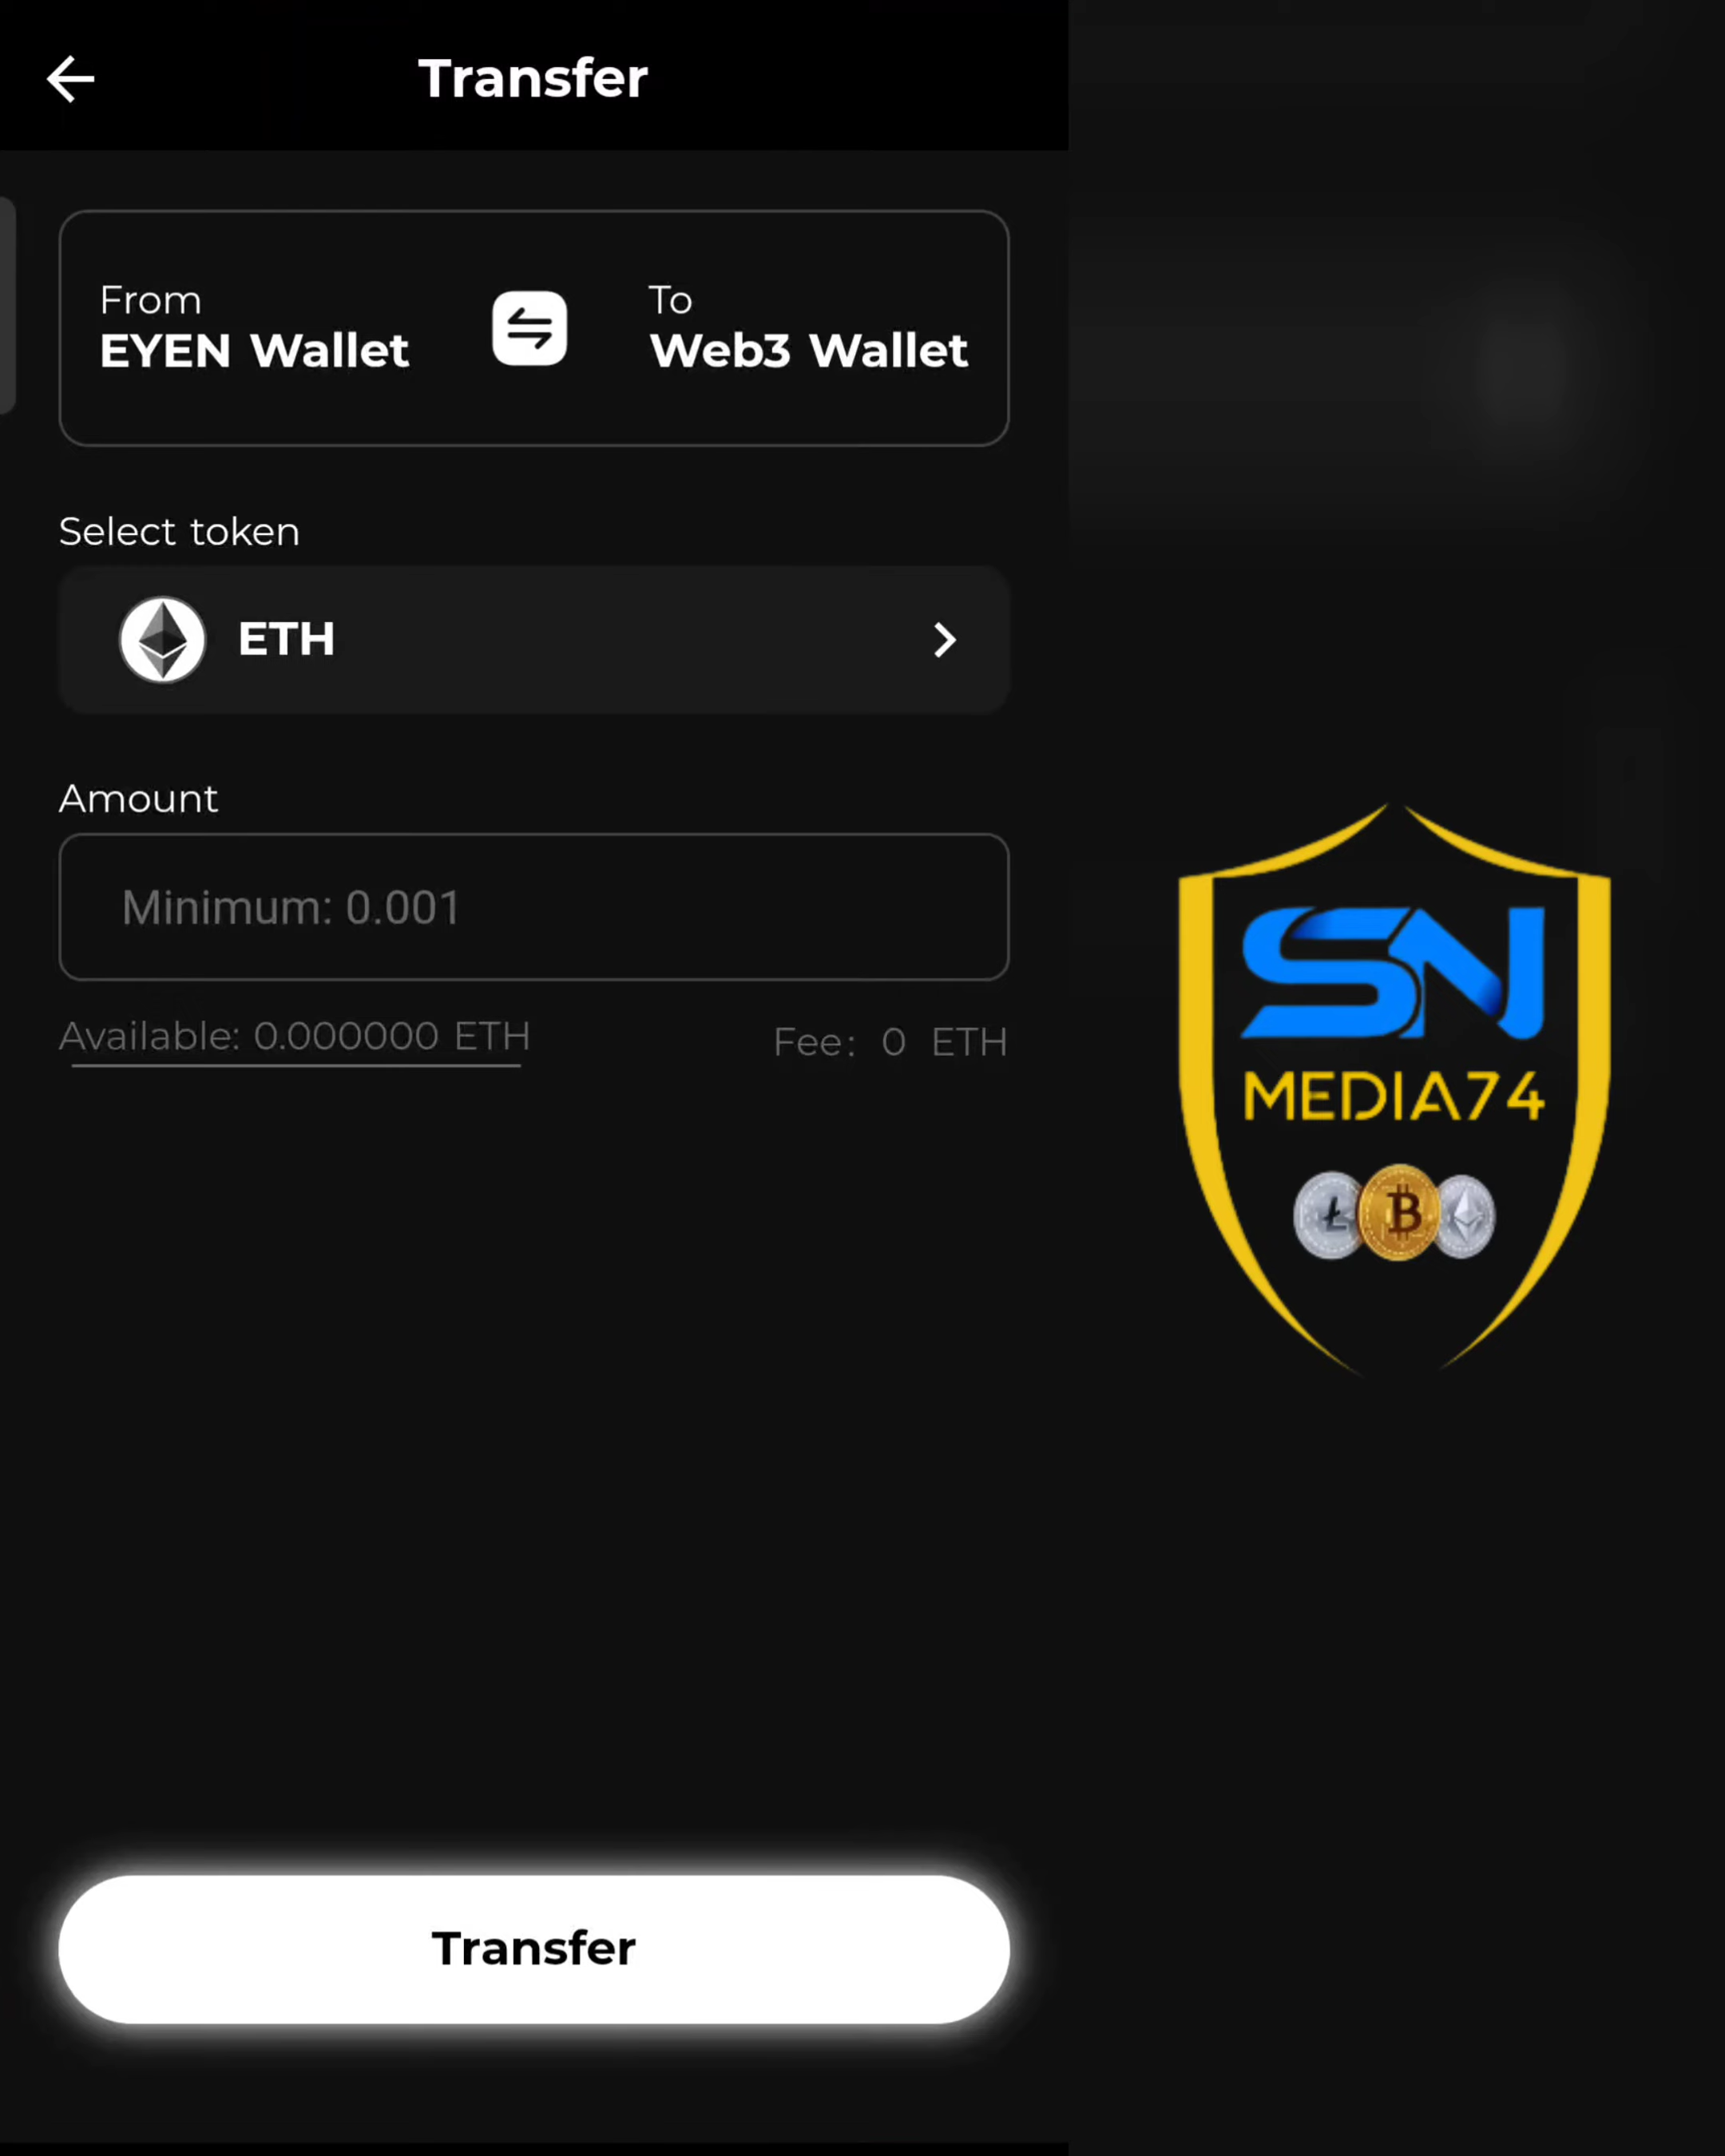 Transfer
From
EYEN Wallet
To
Web3 Wallet
Select token
ETH
Amount
Minimum: 0.001
Available: 0.000000 ETH
Fee: 0 ETH
SN
MEDIA74
Transfer